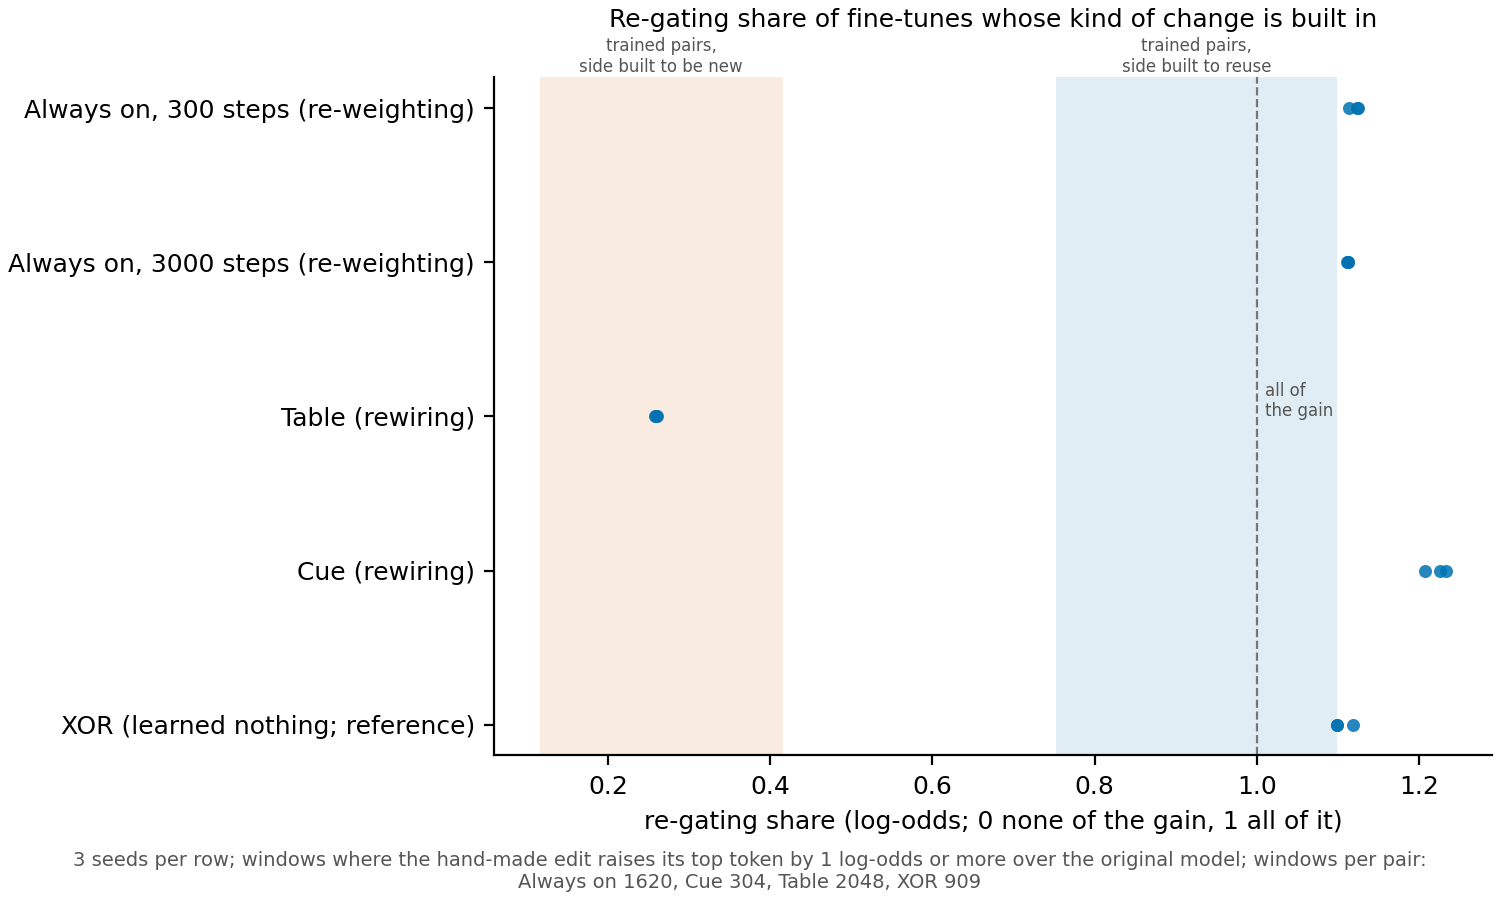 Re-gating share of fine-tunes whose kind of change is built in
trained pairs,
side built to be new
trained pairs,
side built to reuse
Always on, 300 steps (re-weighting)
Always on, 3000 steps (re-weighting)
Table (rewiring)
Cue (rewiring)
XOR (learned nothing; reference)
all of
the gain
0.2 0.4 0.6 0.8 1.0 1.2
re-gating share (log-odds; 0 none of the gain, 1 all of it)
3 seeds per row; windows where the hand-made edit raises its top token by 1 log-odds or more over the original model; windows per pair:
Always on 1620, Cue 304, Table 2048, XOR 909